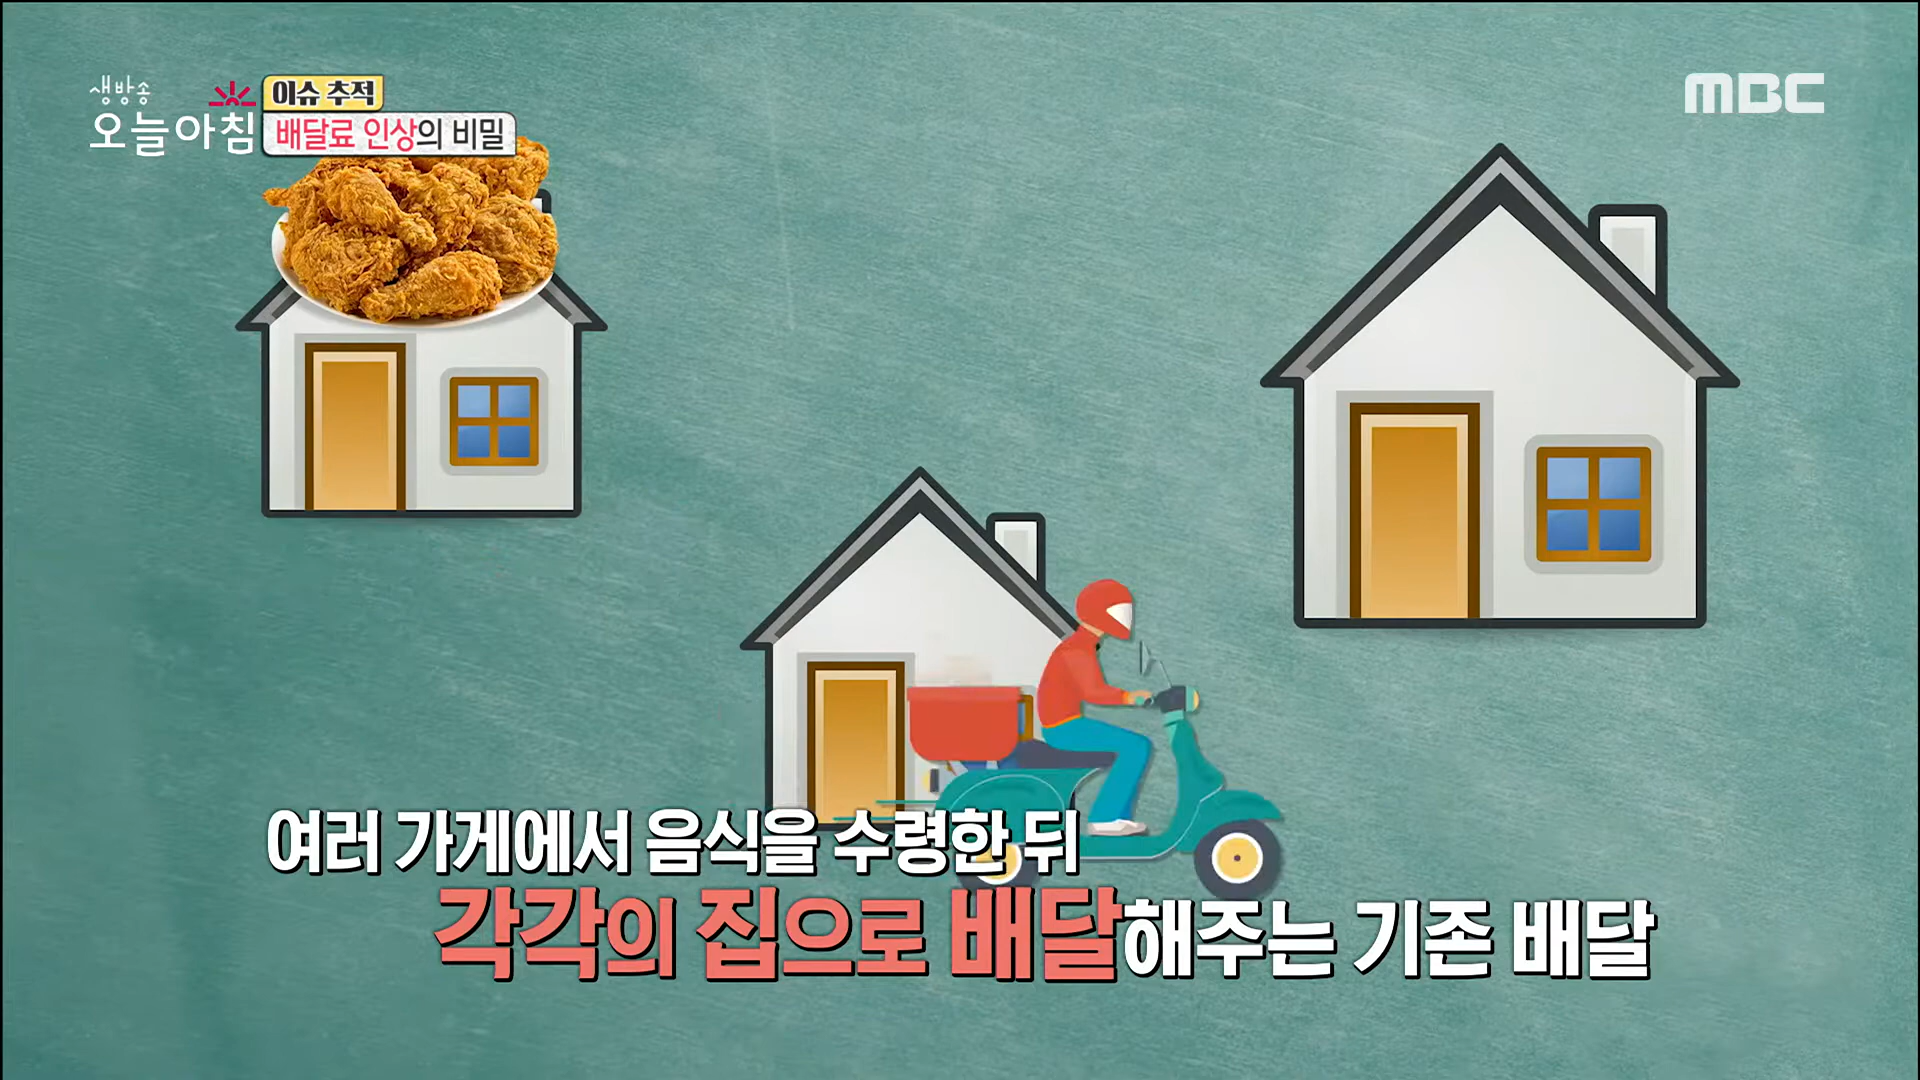 생방송
오늘아침
이슈 추적
배달료 인상의 비밀
MBC
여러 가게에서 음식을 수령한 뒤
각각의 집으로 배달해주는 기존 배달